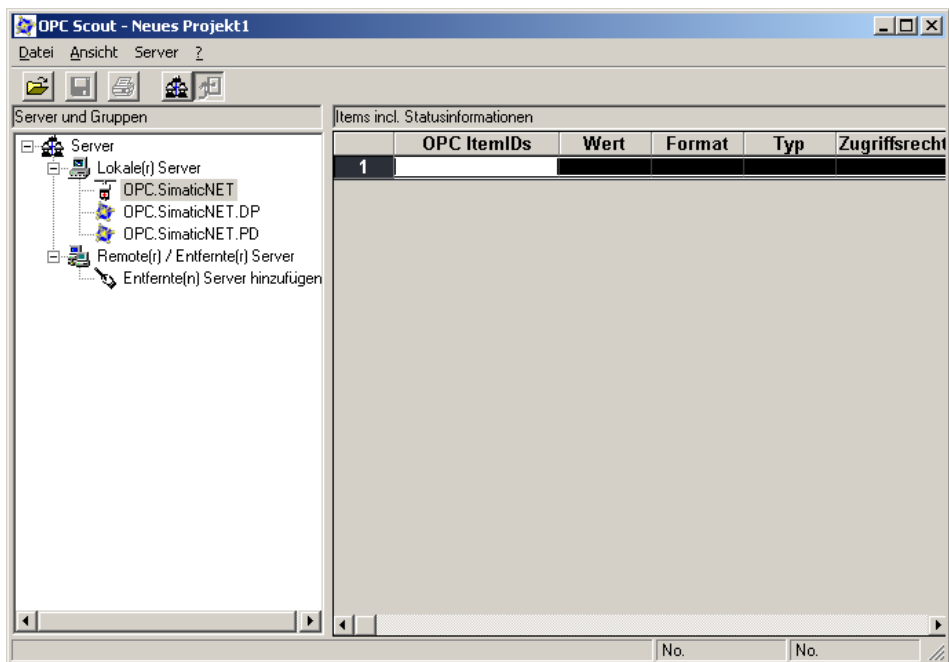 OPC Scout - Neues Projekt1
Datei Ansicht Server ?
Server und Gruppen
Items incl. Statusinformationen
Server
Lokale(r) Server
OPC.SimaticNET
OPC.SimaticNET.DP
OPC.SimaticNET.PD
Remote(r) / Entfernte(r) Server
Entfernte(n) Server hinzufügen
OPC ItemIDs Wert Format Typ Zugriffsrecht
1
No. No.